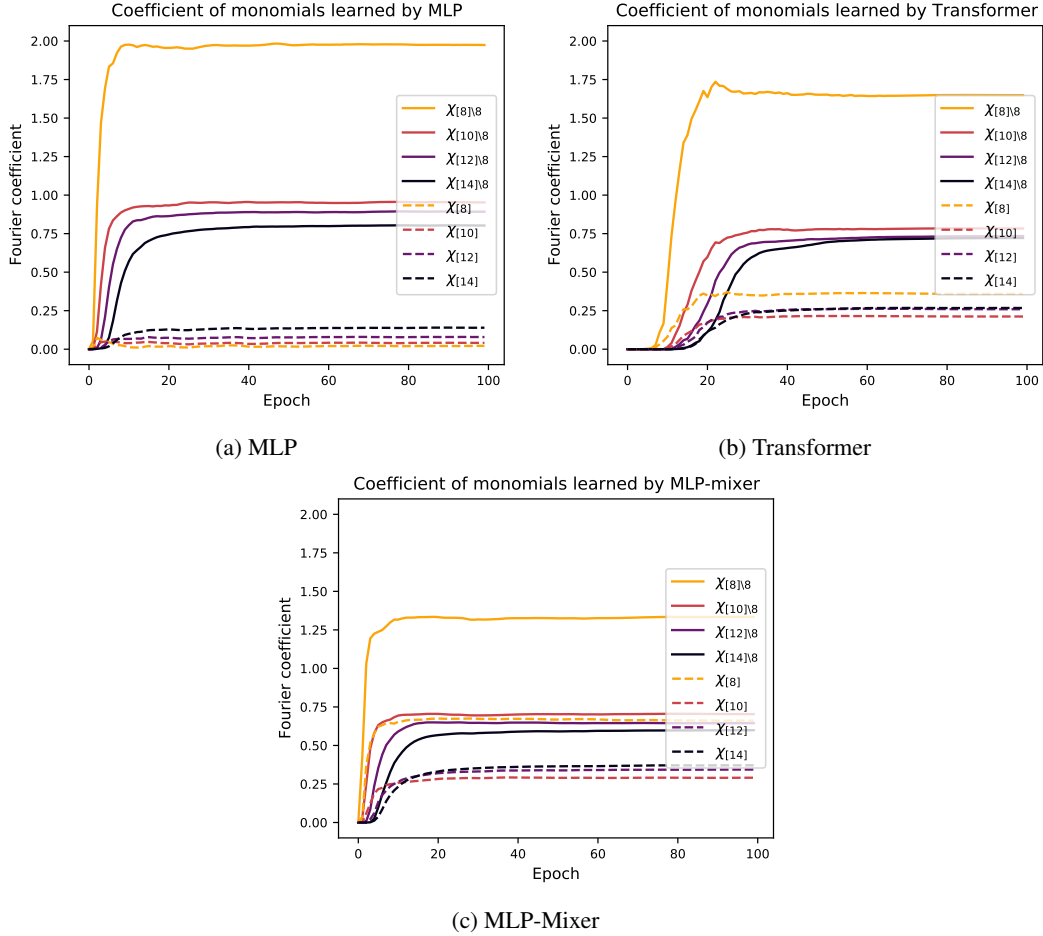 Coefficient of monomials learned by MLP
2.00
1.75
1.50
1.25
1.00
0.75
0.50
0.25
0.00
Fourier coefficient
χ[8]\8
χ[10]\8
χ[12]\8
χ[14]\8
χ[8]
χ[10]
χ[12]
χ[14]
0 20 40 60 80 100
Epoch
(a) MLP
Coefficient of monomials learned by Transformer
2.00
1.75
1.50
1.25
1.00
0.75
0.50
0.25
0.00
Fourier coefficient
χ[8]\8
χ[10]\8
χ[12]\8
χ[14]\8
χ[8]
χ[10]
χ[12]
χ[14]
0 20 40 60 80 100
Epoch
(b) Transformer
Coefficient of monomials learned by MLP-mixer
2.00
1.75
1.50
1.25
1.00
0.75
0.50
0.25
0.00
Fourier coefficient
χ[8]\8
χ[10]\8
χ[12]\8
χ[14]\8
χ[8]
χ[10]
χ[12]
χ[14]
0 20 40 60 80 100
Epoch
(c) MLP-Mixer